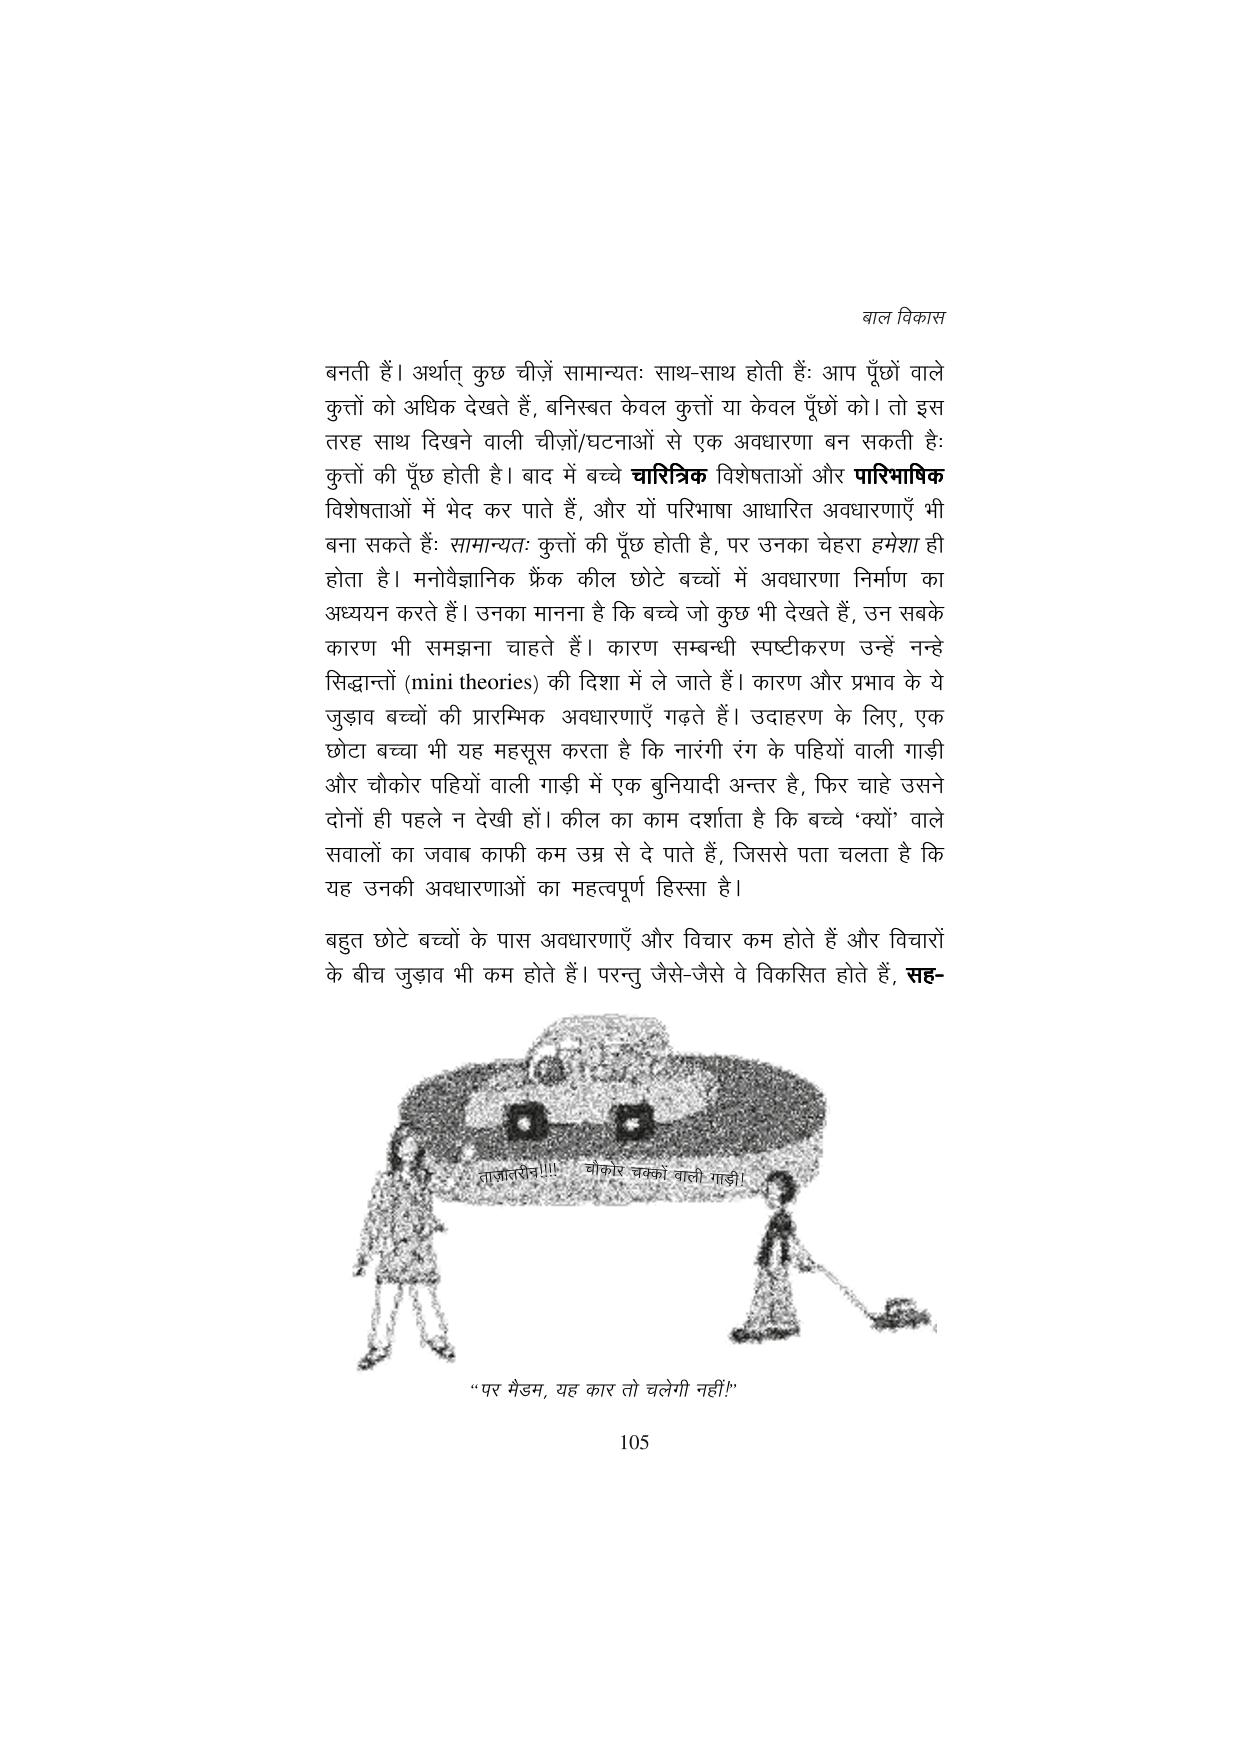 बाल विकास
बनती हैं। अर्थात् कुछ चीज़ें सामान्यतः साथ-साथ होती हैंः आप पूँछों वाले
कुत्तों को अधिक देखते हैं, बनिस्बत केवल कुत्तों या केवल पूँछों को। तो इस
तरह साथ दिखने वाली चीज़ों/घटनाओं से एक अवधारणा बन सकती हैः
कुत्तों की पूँछ होती है। बाद में बच्चे चारित्रिक विशेषताओं और पारिभाषिक
विशेषताओं में भेद कर पाते हैं, और यों परिभाषा आधारित अवधारणाएँ भी
बना सकते हैंः सामान्यतः कुत्तों की पूँछ होती है, पर उनका चेहरा हमेशा ही
होता है। मनोवैज्ञानिक फ्रैंक कील छोटे बच्चों में अवधारणा निर्माण का
अध्ययन करते हैं। उनका मानना है कि बच्चे जो कुछ भी देखते हैं, उन सबके
कारण भी समझना चाहते हैं। कारण सम्बन्धी स्पष्टीकरण उन्हें नन्हे
सिद्धान्तों (mini theories) की दिशा में ले जाते हैं। कारण और प्रभाव के ये
जुड़ाव बच्चों की प्रारम्भिक अवधारणाएँ गढ़ते हैं। उदाहरण के लिए, एक
छोटा बच्चा भी यह महसूस करता है कि नारंगी रंग के पहियों वाली गाड़ी
और चौकोर पहियों वाली गाड़ी में एक बुनियादी अन्तर है, फिर चाहे उसने
दोनों ही पहले न देखी हों। कील का काम दर्शाता है कि बच्चे ‘क्यों’ वाले
सवालों का जवाब काफी कम उम्र से दे पाते हैं, जिससे पता चलता है कि
यह उनकी अवधारणाओं का महत्वपूर्ण हिस्सा है।
बहुत छोटे बच्चों के पास अवधारणाएँ और विचार कम होते हैं और विचारों
के बीच जुड़ाव भी कम होते हैं। परन्तु जैसे-जैसे वे विकसित होते हैं, सह-
ताज़ातरीन!!!! चौकोर चक्कों वाली गाड़ी!
“पर मैडम, यह कार तो चलेगी नहीं!”
105